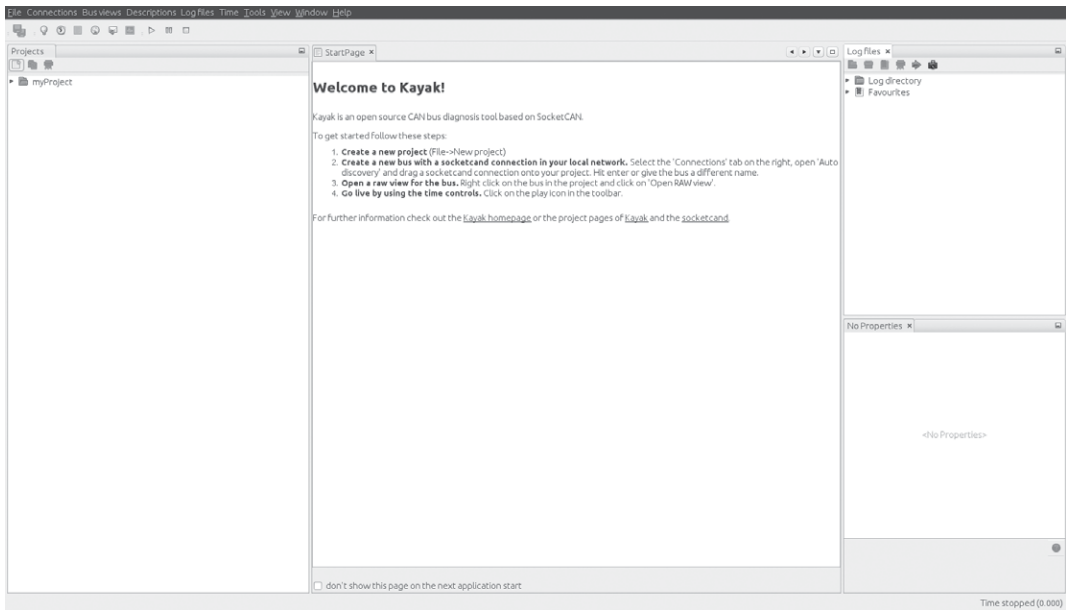 File Connections Bus views Descriptions Log files Time Tools View Window Help
Projects
myProject
StartPage
Welcome to Kayak!
Kayak is an open source CAN bus diagnosis tool based on SocketCAN.
To get started follow these steps:
1. Create a new project (File->New project)
2. Create a new bus with a socketcand connection in your local network. Select the 'Connections' tab on the right, open 'Auto
discovery' and drag a socketcand connection onto your project. Hit enter or give the bus a different name.
3. Open a raw view for the bus. Right click on the bus in the project and click on 'Open RAW view'.
4. Go live by using the time controls. Click on the play icon in the toolbar.
For further information check out the Kayak homepage or the project pages of Kayak and the socketcand.
don't show this page on the next application start
Log files
Log directory
Favourites
No Properties
<No Properties>
Time stopped (0.000)